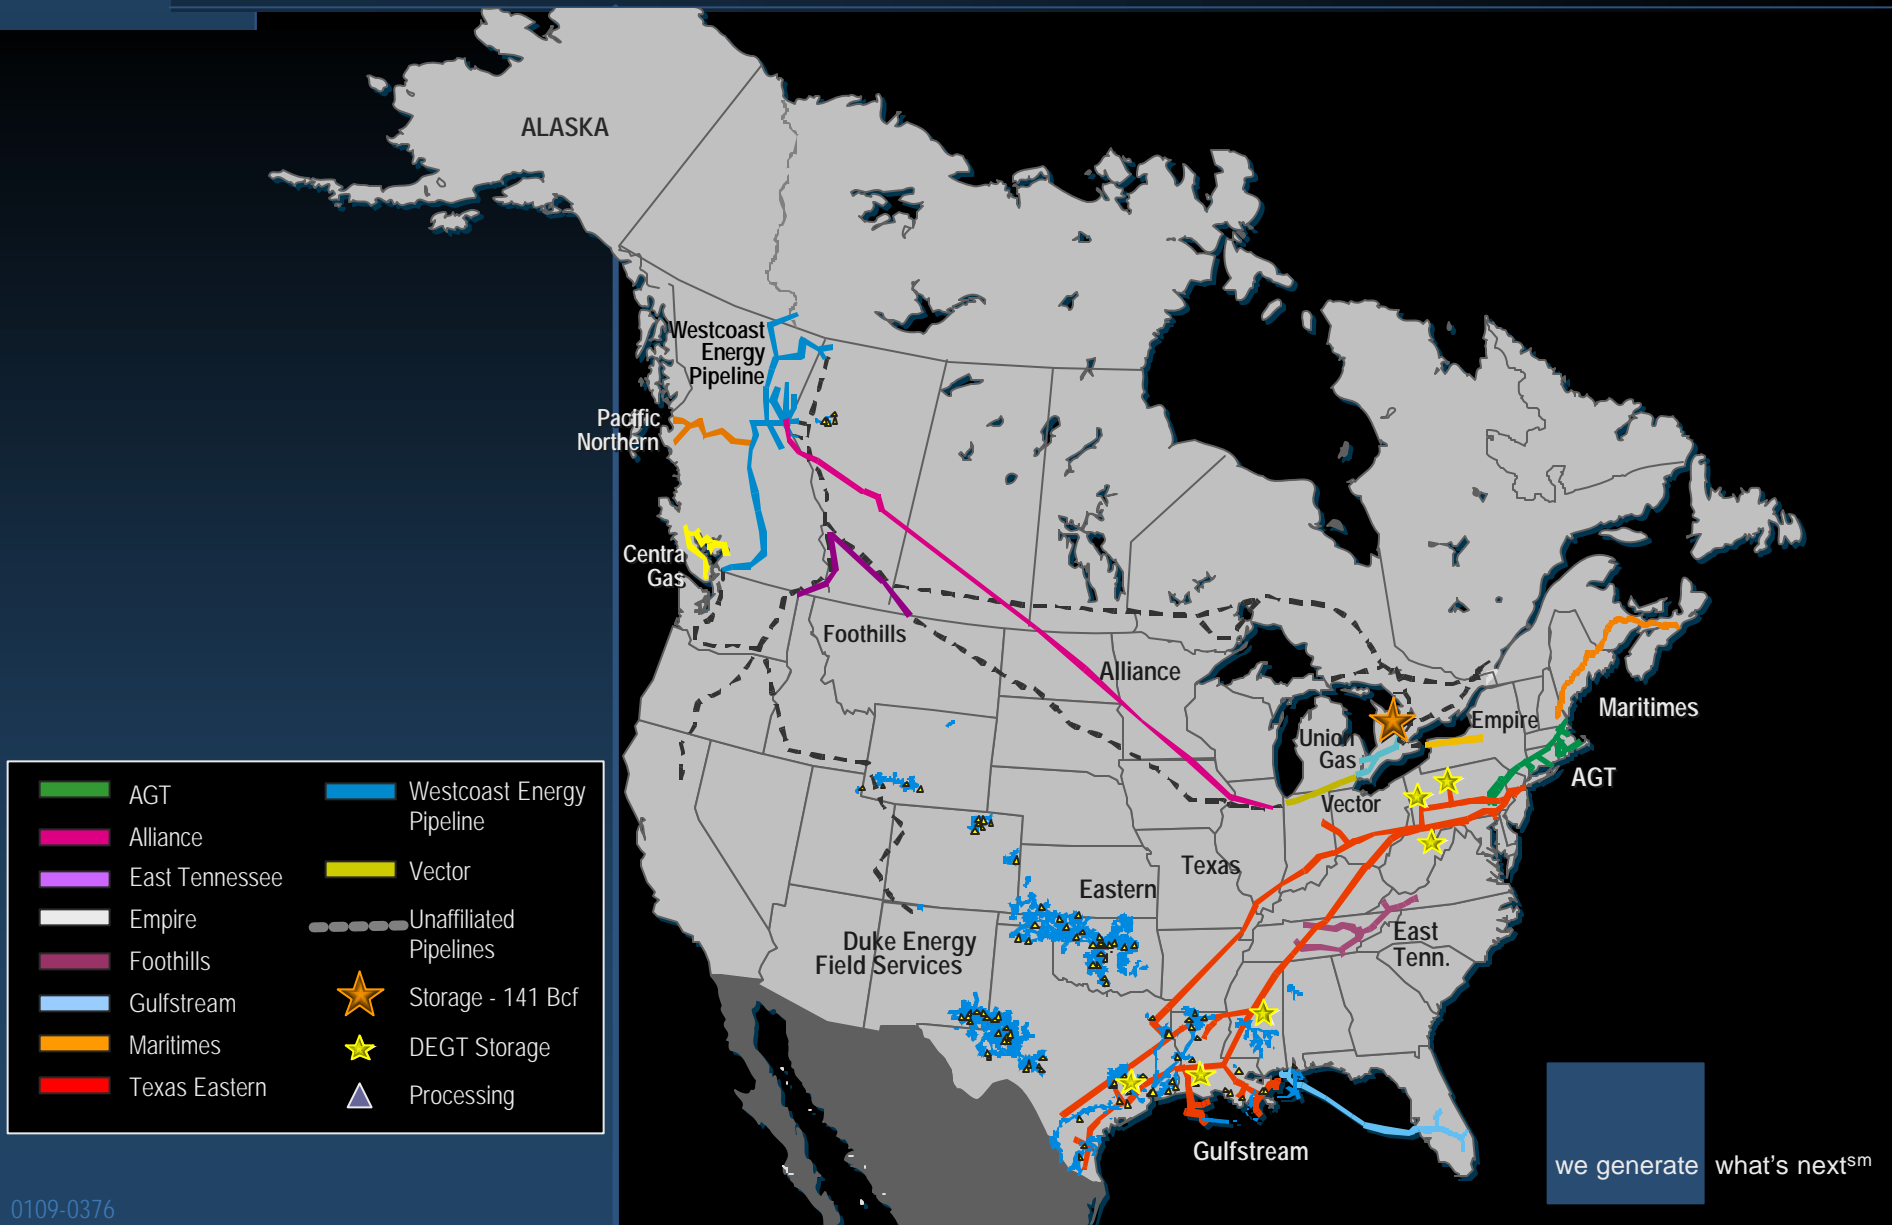 ALASKA
Westcoast
Energy
Pipeline
Pacific
Northern
Centra
Gas
Foothills
Alliance
Maritimes
Empire
Union
Gas
AGT
Vector
Texas
Eastern
East
Tenn.
Duke Energy
Field Services
Gulfstream
AGT
Alliance
East Tennessee
Empire
Foothills
Gulfstream
Maritimes
Texas Eastern
Westcoast Energy
Pipeline
Vector
Unaffiliated
Pipelines
Storage - 141 Bcf
DEGT Storage
Processing
we generate what's next℠
0109-0376